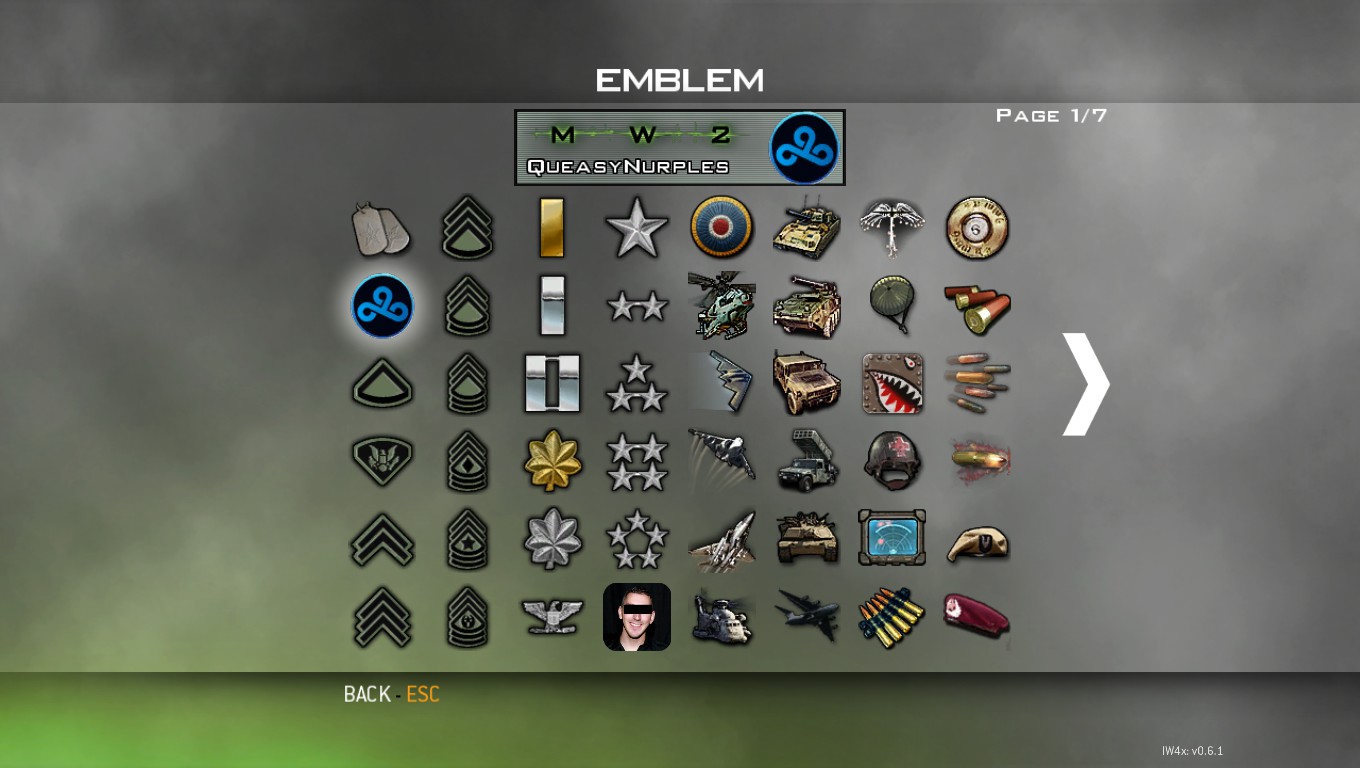 EMBLEM
PAGE 1/7
M W 2
QUEASYNURPLES
BACK - ESC
IW4x: v0.6.1